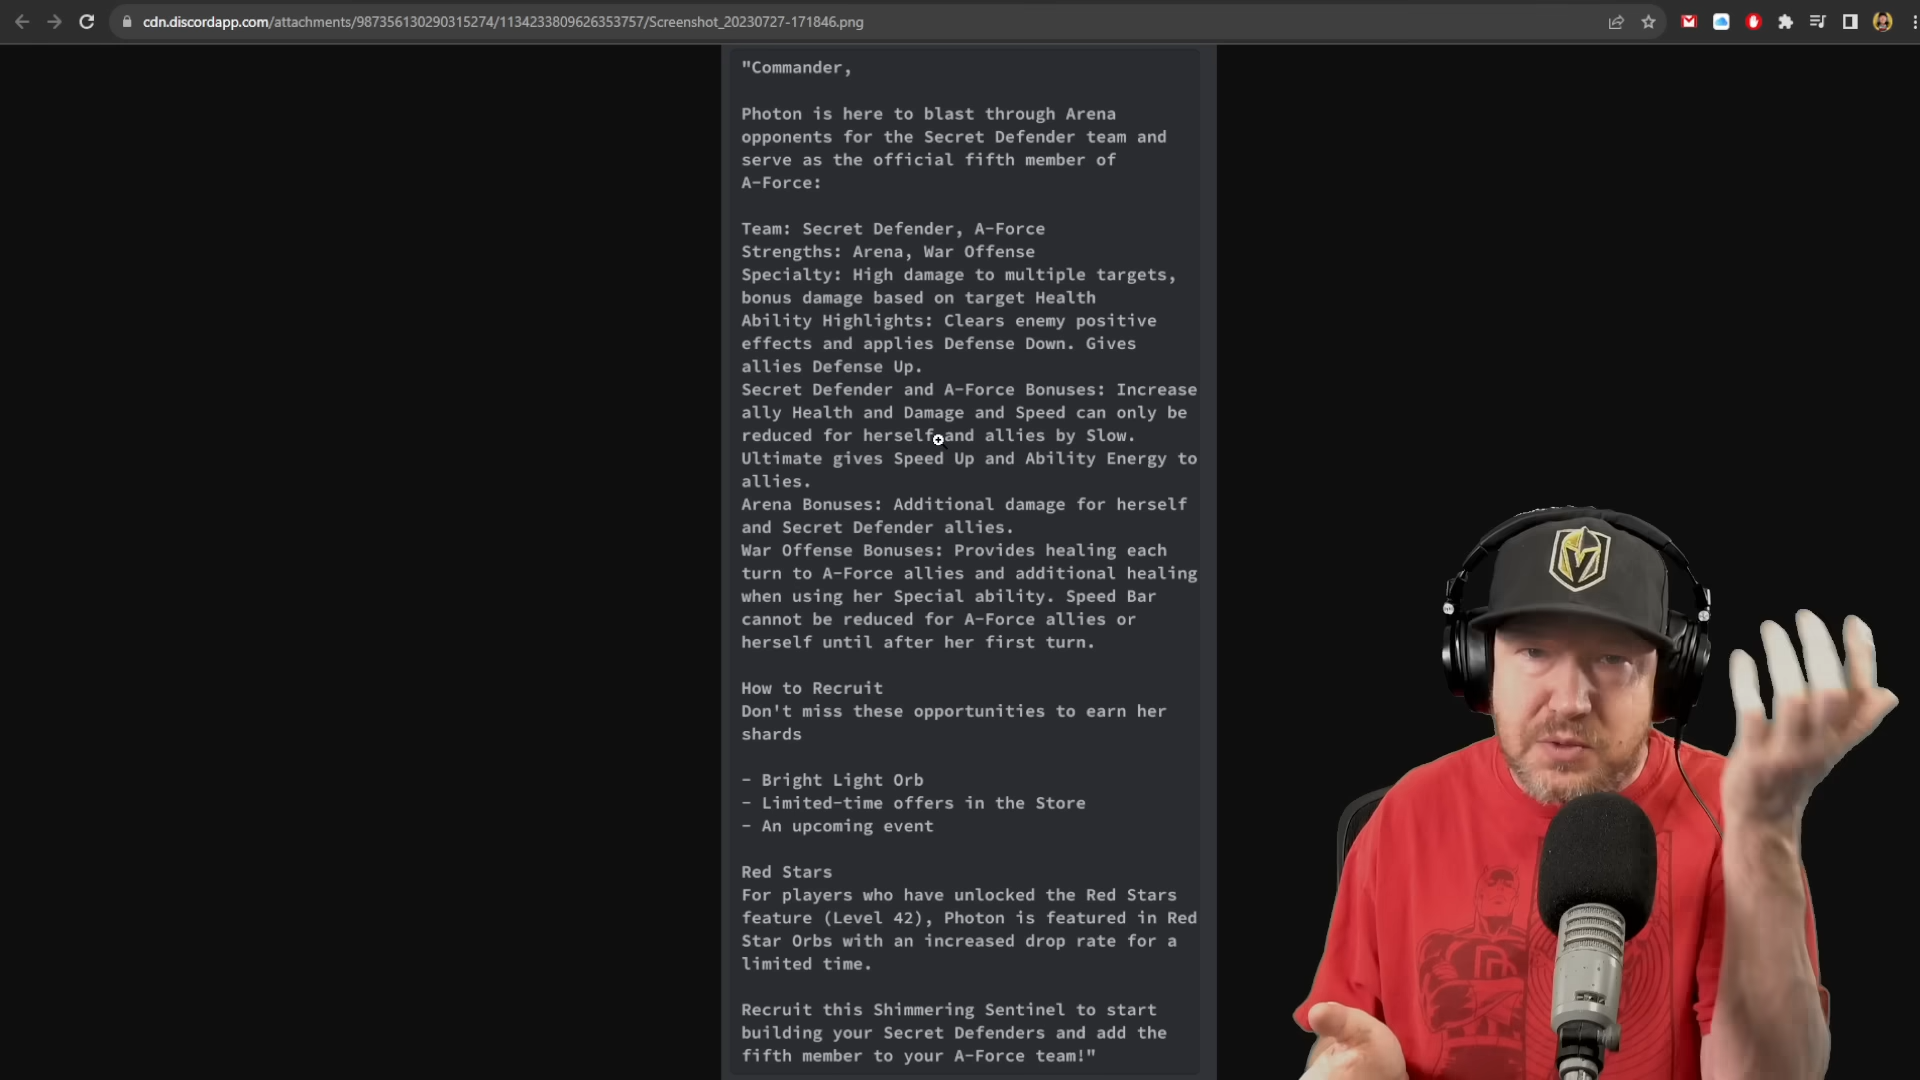 cdn.discordapp.com/attachments/987356130290315274/1134233809626353757/Screenshot_20230727-171846.png
"Commander,
Photon is here to blast through Arena
opponents for the Secret Defender team and
serve as the official fifth member of
A-Force:
Team: Secret Defender, A-Force
Strengths: Arena, War Offense
Specialty: High damage to multiple targets,
bonus damage based on target Health
Ability Highlights: Clears enemy positive
effects and applies Defense Down. Gives
allies Defense Up.
Secret Defender and A-Force Bonuses: Increase
ally Health and Damage and Speed can only be
reduced for herself and allies by Slow.
Ultimate gives Speed Up and Ability Energy to
allies.
Arena Bonuses: Additional damage for herself
and Secret Defender allies.
War Offense Bonuses: Provides healing each
turn to A-Force allies and additional healing
when using her Special ability. Speed Bar
cannot be reduced for A-Force allies or
herself until after her first turn.
How to Recruit
Don't miss these opportunities to earn her
shards
- Bright Light Orb
- Limited-time offers in the Store
- An upcoming event
Red Stars
For players who have unlocked the Red Stars
feature (Level 42), Photon is featured in Red
Star Orbs with an increased drop rate for a
limited time.
Recruit this Shimmering Sentinel to start
building your Secret Defenders and add the
fifth member to your A-Force team!"